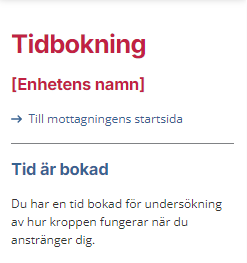 Tidbokning
[Enhetens namn]
→ Till mottagningens startsida
Tid är bokad
Du har en tid bokad för undersökning
av hur kroppen fungerar när du
anstränger dig.